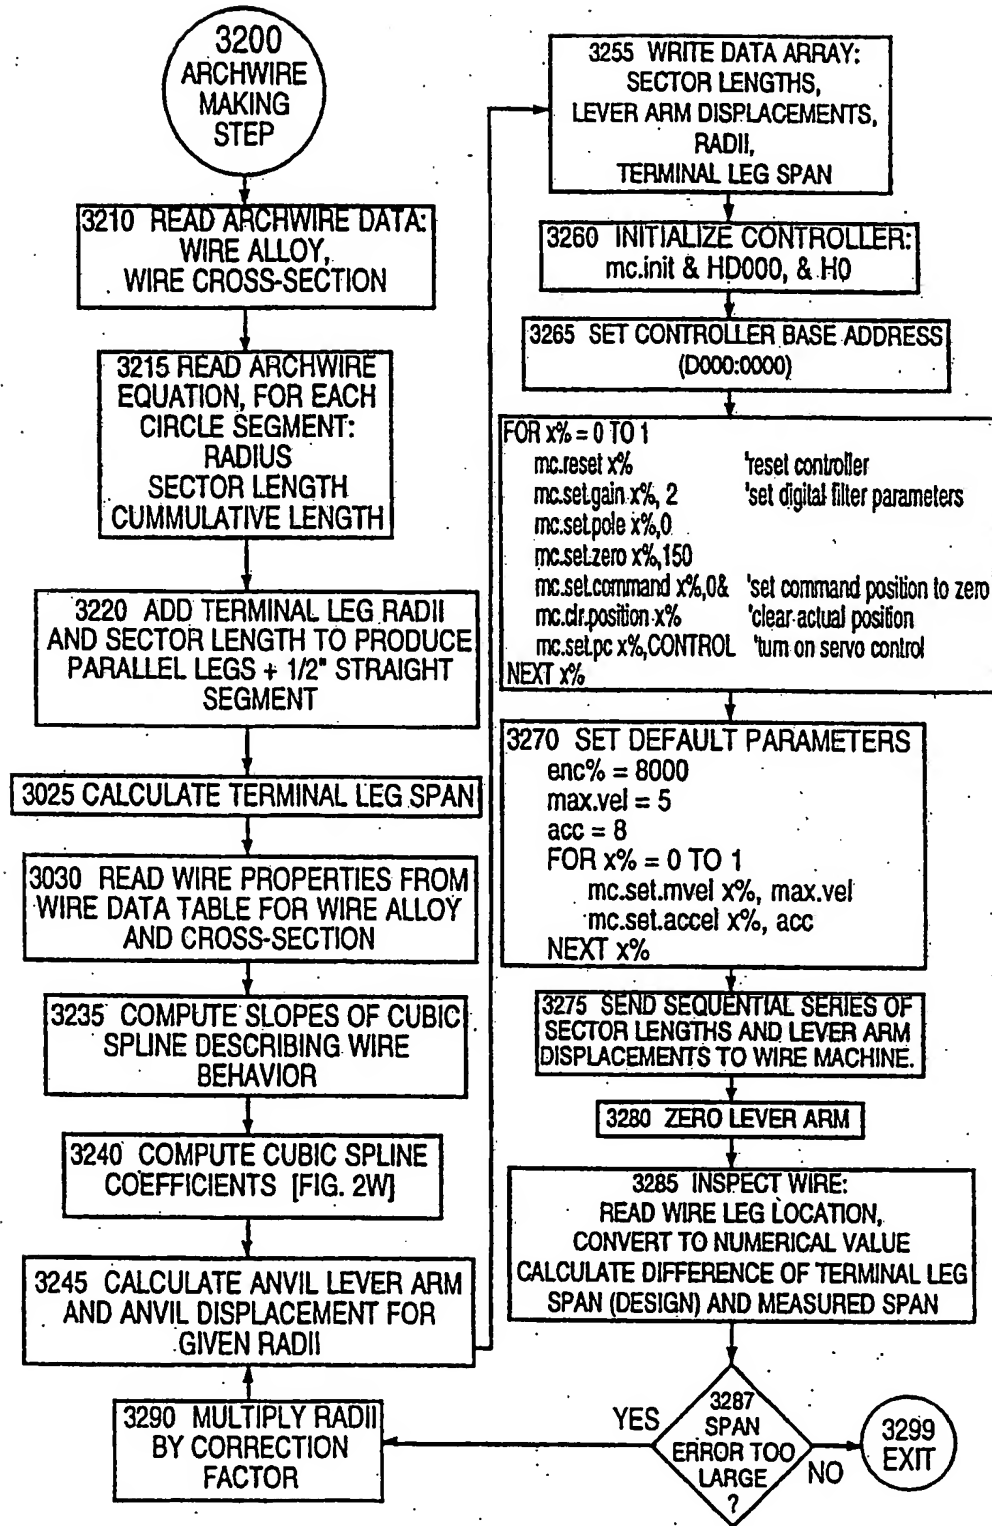 3200
ARCHWIRE
MAKING
STEP
3210 READ ARCHWIRE DATA:
WIRE ALLOY,
WIRE CROSS-SECTION
3215 READ ARCHWIRE
EQUATION, FOR EACH
CIRCLE SEGMENT:
RADIUS
SECTOR LENGTH
CUMMULATIVE LENGTH
3220 ADD TERMINAL LEG RADII
AND SECTOR LENGTH TO PRODUCE
PARALLEL LEGS + 1/2" STRAIGHT
SEGMENT
3025 CALCULATE TERMINAL LEG SPAN
3030 READ WIRE PROPERTIES FROM
WIRE DATA TABLE FOR WIRE ALLOY
AND CROSS-SECTION
3235 COMPUTE SLOPES OF CUBIC
SPLINE DESCRIBING WIRE
BEHAVIOR
3240 COMPUTE CUBIC SPLINE
COEFFICIENTS [FIG. 2W]
3245 CALCULATE ANVIL LEVER ARM
AND ANVIL DISPLACEMENT FOR
GIVEN RADII
3290 MULTIPLY RADII
BY CORRECTION
FACTOR
3255 WRITE DATA ARRAY:
SECTOR LENGTHS,
LEVER ARM DISPLACEMENTS,
RADII,
TERMINAL LEG SPAN
3260 INITIALIZE CONTROLLER:
mc.init & HD000, & H0
3265 SET CONTROLLER BASE ADDRESS
(D000:0000)
FOR x% = 0 TO 1
mc.reset x% 'reset controller
mc.set.gain x%, 2 'set digital filter parameters
mc.set.pole x%,0
mc.set.zero x%,150
mc.set.command x%,0& 'set command position to zero
mc.clr.position x% 'clear actual position
mc.set.pc x%,CONTROL 'turn on servo control
NEXT x%
3270 SET DEFAULT PARAMETERS
enc% = 8000
max.vel = 5
acc = 8
FOR x% = 0 TO 1
mc.set.mvel x%, max.vel
mc.set.accel x%, acc
NEXT x%
3275 SEND SEQUENTIAL SERIES OF
SECTOR LENGTHS AND LEVER ARM
DISPLACEMENTS TO WIRE MACHINE.
3280 ZERO LEVER ARM
3285 INSPECT WIRE:
READ WIRE LEG LOCATION,
CONVERT TO NUMERICAL VALUE
CALCULATE DIFFERENCE OF TERMINAL LEG
SPAN (DESIGN) AND MEASURED SPAN
3287
SPAN
ERROR TOO
LARGE
?
YES
NO
3299
EXIT